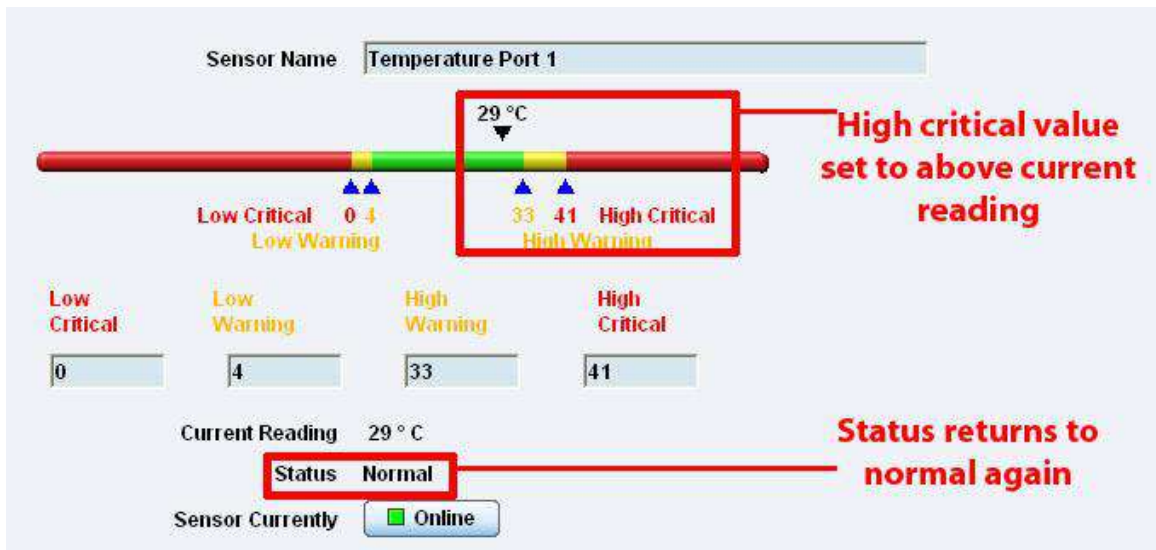 Sensor Name Temperature Port 1
29 °C
High critical value
set to above current
reading
Low Critical 0 4 33 41 High Critical
Low Warning High Warning
Low
Critical
Low
Warning
High
Warning
High
Critical
0 4 33 41
Current Reading 29 ° C
Status Normal
Status returns to
normal again
Sensor Currently Online